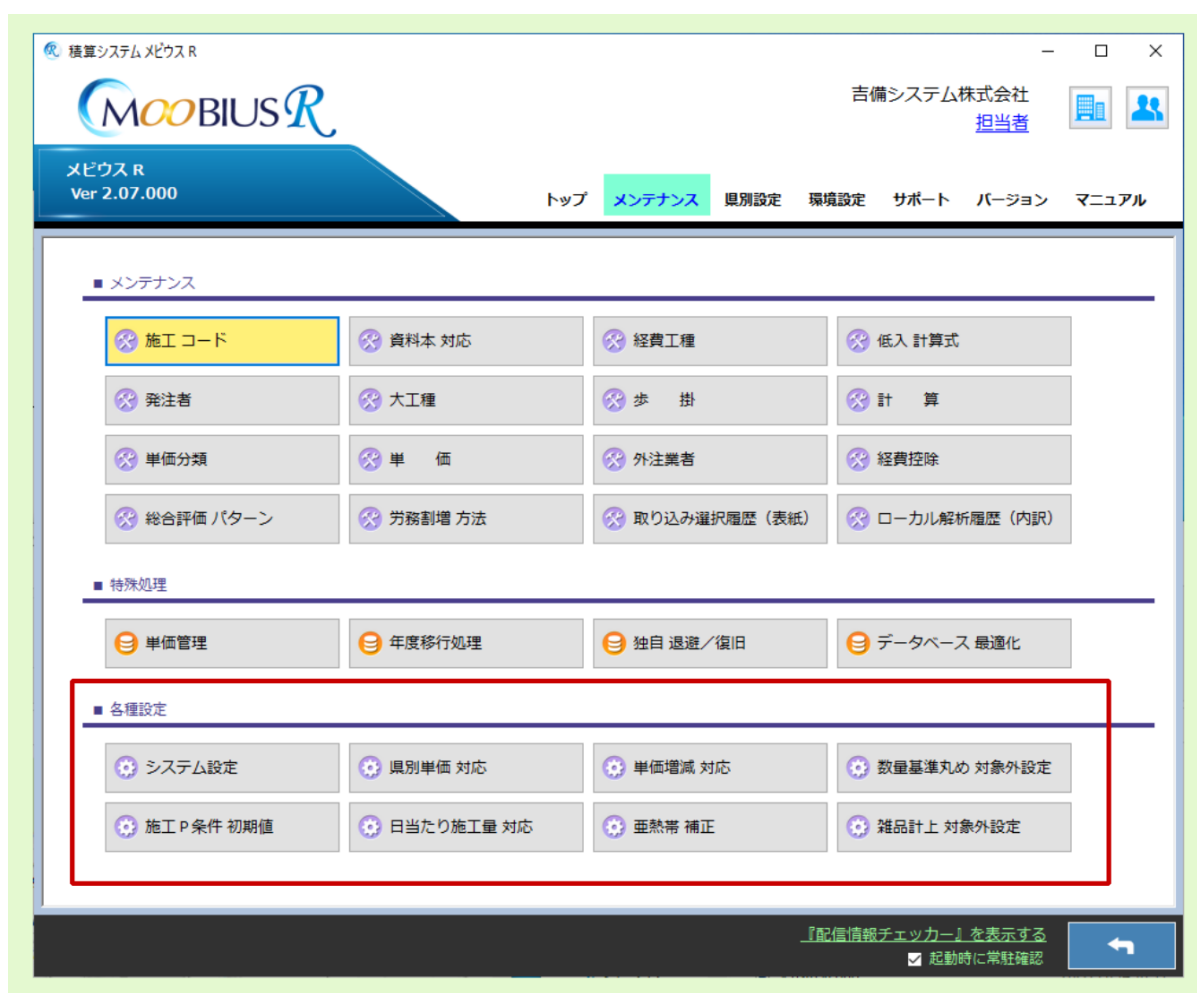 積算システム メビウス R
MOOBIUS R
吉備システム株式会社
担当者
メビウス R
Ver 2.07.000
トップ メンテナンス 県別設定 環境設定 サポート バージョン マニュアル
■ メンテナンス
施工 コード 資料本 対応 経費工種 低入 計算式
発注者 大工種 歩 掛 計 算
単価分類 単 価 外注業者 経費控除
総合評価 パターン 労務割増 方法 取り込み選択履歴（表紙） ローカル解析履歴（内訳）
■ 特殊処理
単価管理 年度移行処理 独自 退避／復旧 データベース 最適化
■ 各種設定
システム設定 県別単価 対応 単価増減 対応 数量基準丸め 対象外設定
施工Ｐ条件 初期値 日当たり施工量 対応 亜熱帯 補正 雑品計上 対象外設定
『配信情報チェッカー』を表示する
起動時に常駐確認